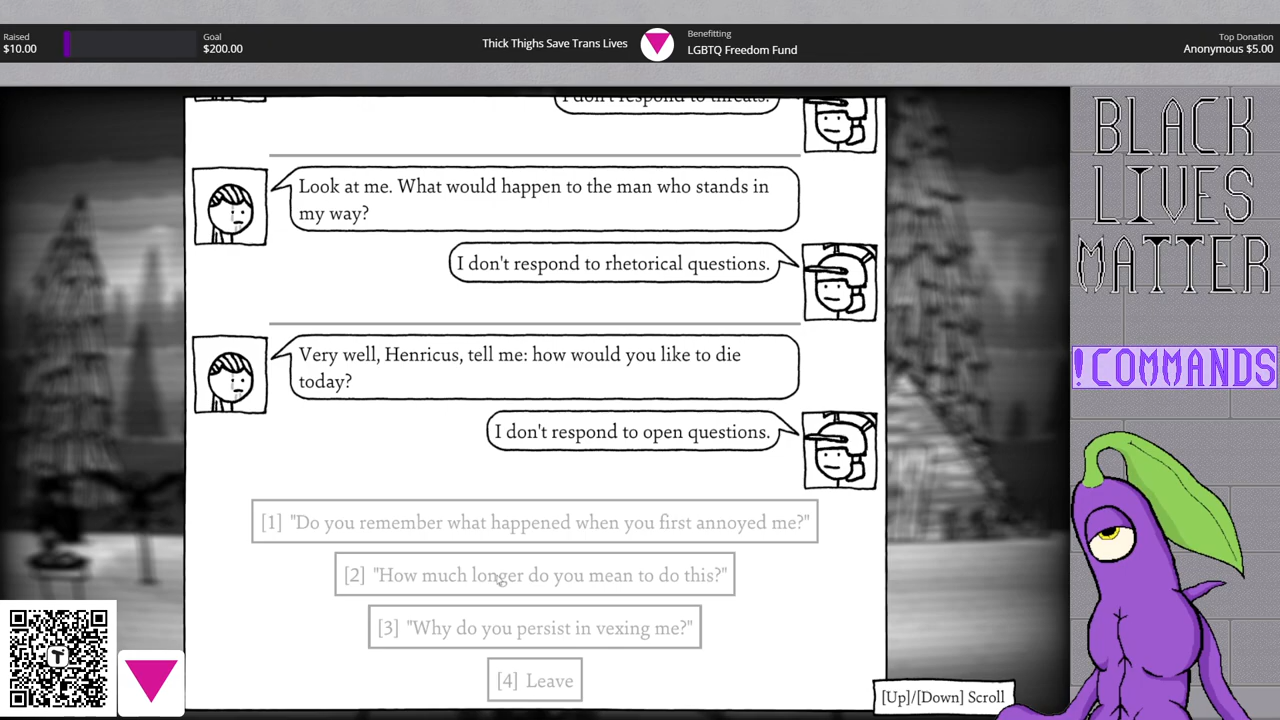 Raised
$10.00
Goal
$200.00
Thick Thighs Save Trans Lives
Benefitting
LGBTQ Freedom Fund
Top Donation
Anonymous $5.00
I don't respond to threats.
Look at me. What would happen to the man who stands in
my way?
I don't respond to rhetorical questions.
Very well, Henricus, tell me: how would you like to die
today?
I don't respond to open questions.
[1] "Do you remember what happened when you first annoyed me?"
[2] "How much longer do you mean to do this?"
[3] "Why do you persist in vexing me?"
[4] Leave
[Up]/[Down] Scroll
BLACK
LIVES
MATTER
!COMMANDS
T